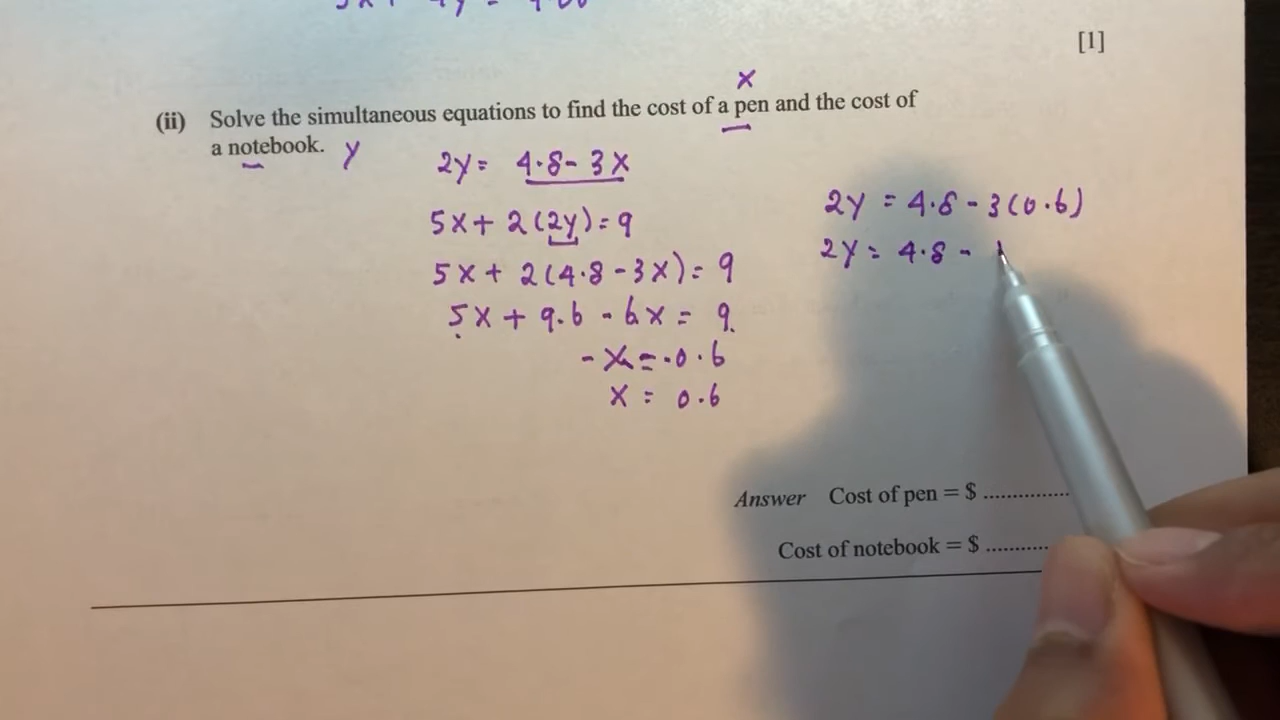 [1]
x
(ii) Solve the simultaneous equations to find the cost of a pen and the cost of
a notebook. y
2y = 4.8 - 3x
5x + 2(2y) = 9
5x + 2(4.8 - 3x) = 9
5x + 9.6 - 6x = 9.
-x = -0.6
x = 0.6
2y = 4.8 - 3(0.6)
2y = 4.8 -
Answer Cost of pen = $ ...............
Cost of notebook = $ ...........